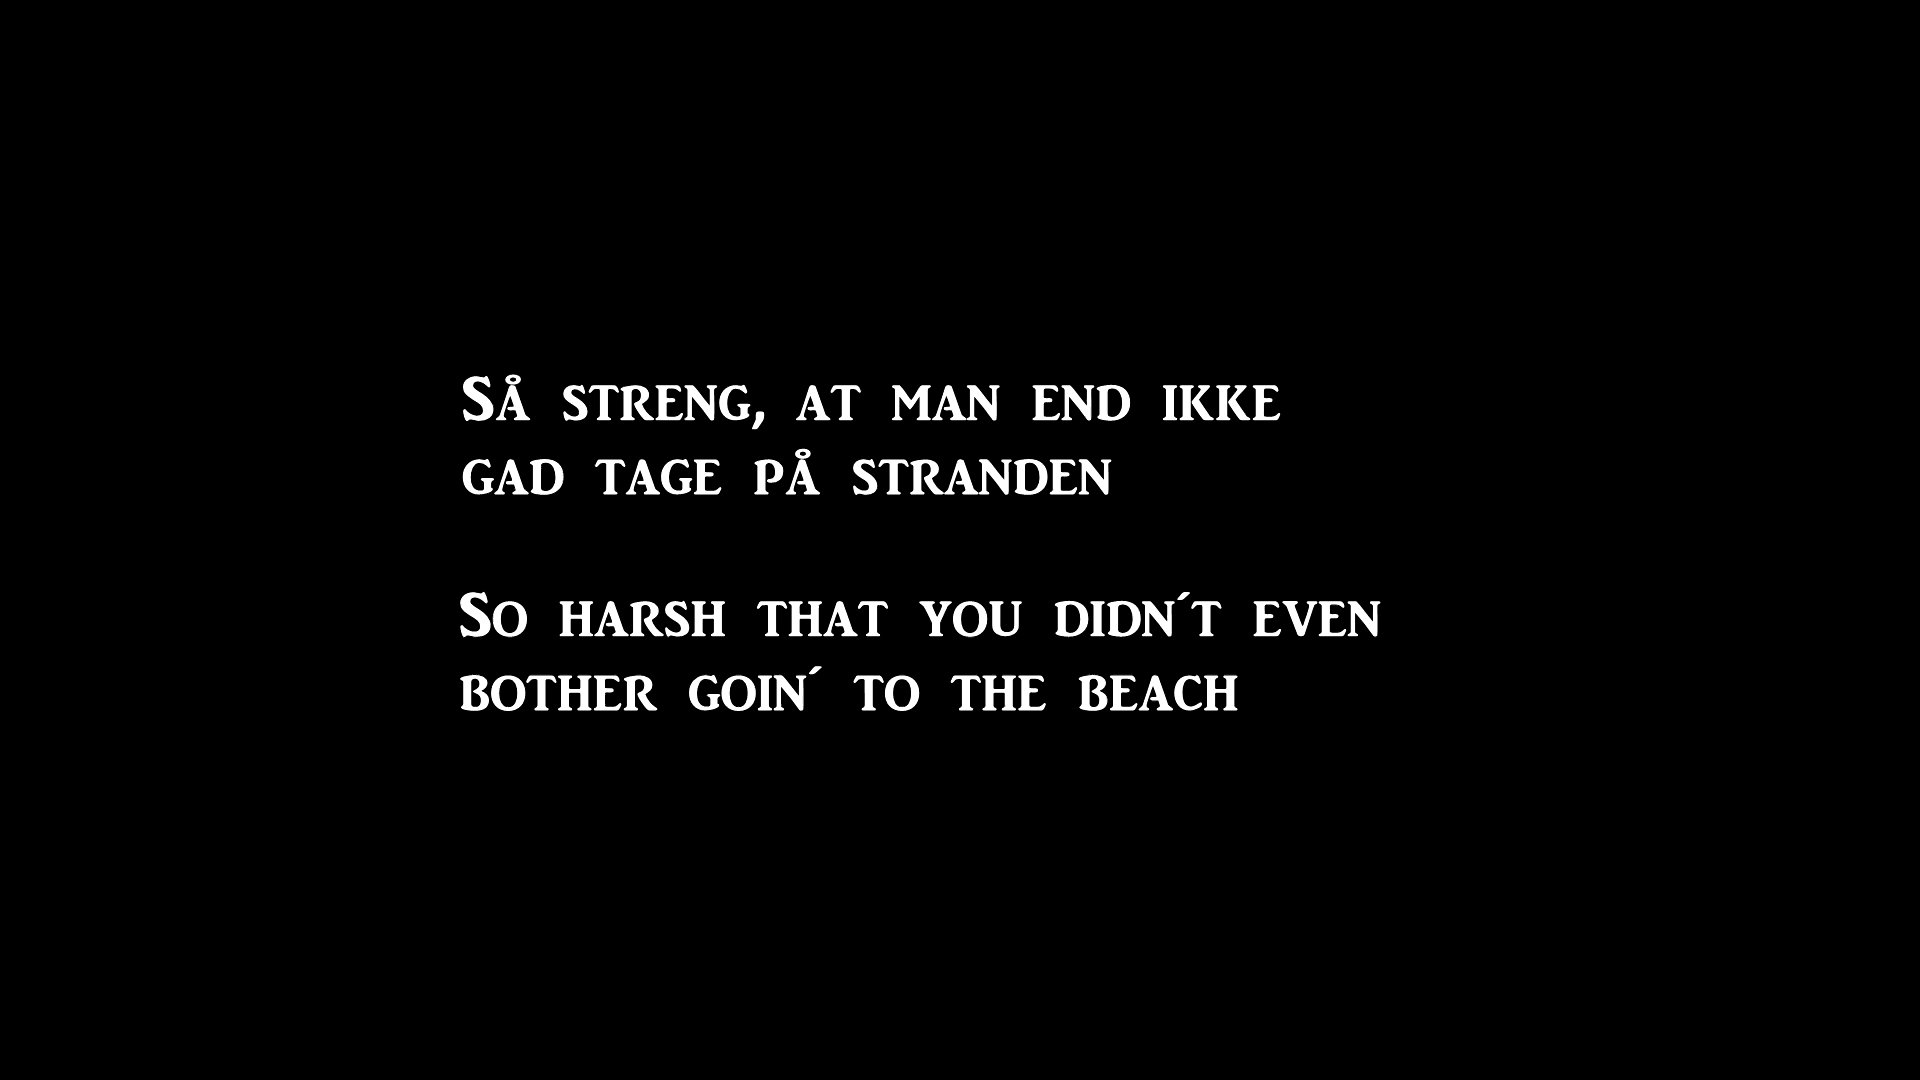 Så streng, at man end ikke
gad tage på stranden
So harsh that you didn´t even
bother goin´ to the beach